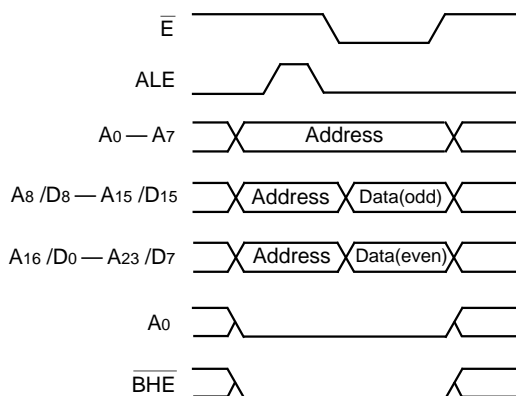 E
ALE
A0 — A7 Address
A8 /D8 — A15 /D15 Address Data(odd)
A16 /D0 — A23 /D7 Address Data(even)
A0
BHE